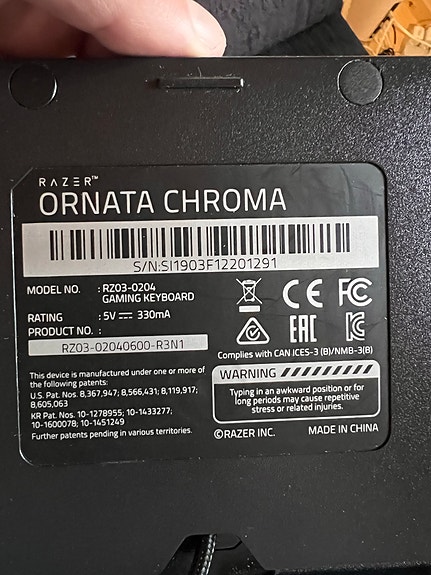 RAZER™
ORNATA CHROMA
S/N:SI1903F12201291
MODEL NO. : RZ03-0204
GAMING KEYBOARD
RATING : 5V ⎓ 330mA
PRODUCT NO. :
RZ03-02040600-R3N1
This device is manufactured under one or more of
the following patents:
U.S. Pat. Nos. 8,367,947; 8,566,431; 8,119,917;
8,605,063
KR Pat. Nos. 10-1278955; 10-1433277;
10-1600078; 10-1451249
Further patents pending in various territories.
CE FC
EAC
Complies with CAN ICES-3 (B)/NMB-3(B)
WARNING
Typing in an awkward position or for
long periods may cause repetitive
stress or related injuries.
©RAZER INC. MADE IN CHINA